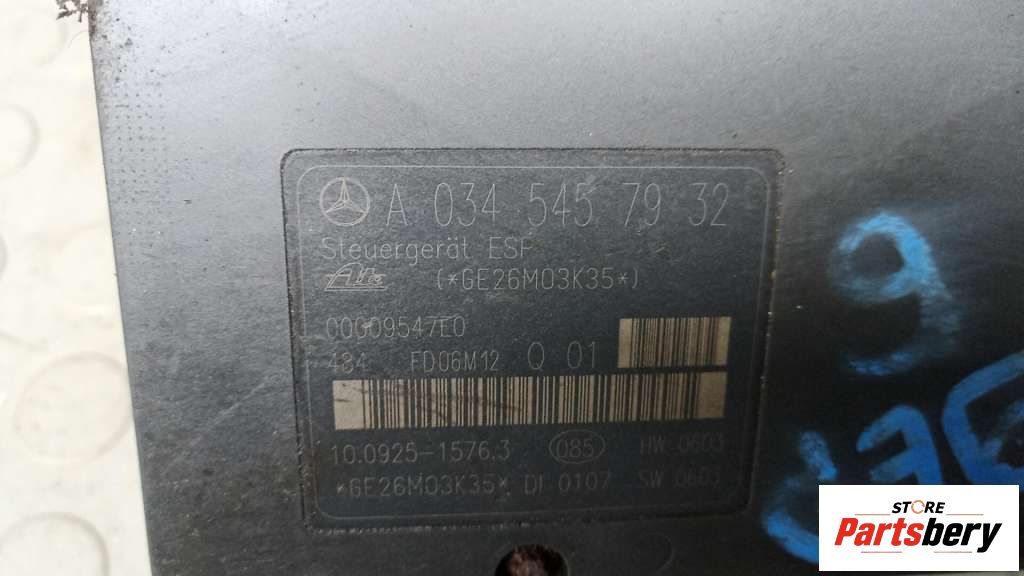 A 034 545 79 32
Steuergerät ESP
Ate (*GE26M03K35*)
00009547E0
484 FD06M12 Q 01
10.0925-1576.3 085 HW 0603
*GE26M03K35* DI 0107 SW 0603
6
STORE
Partsbery